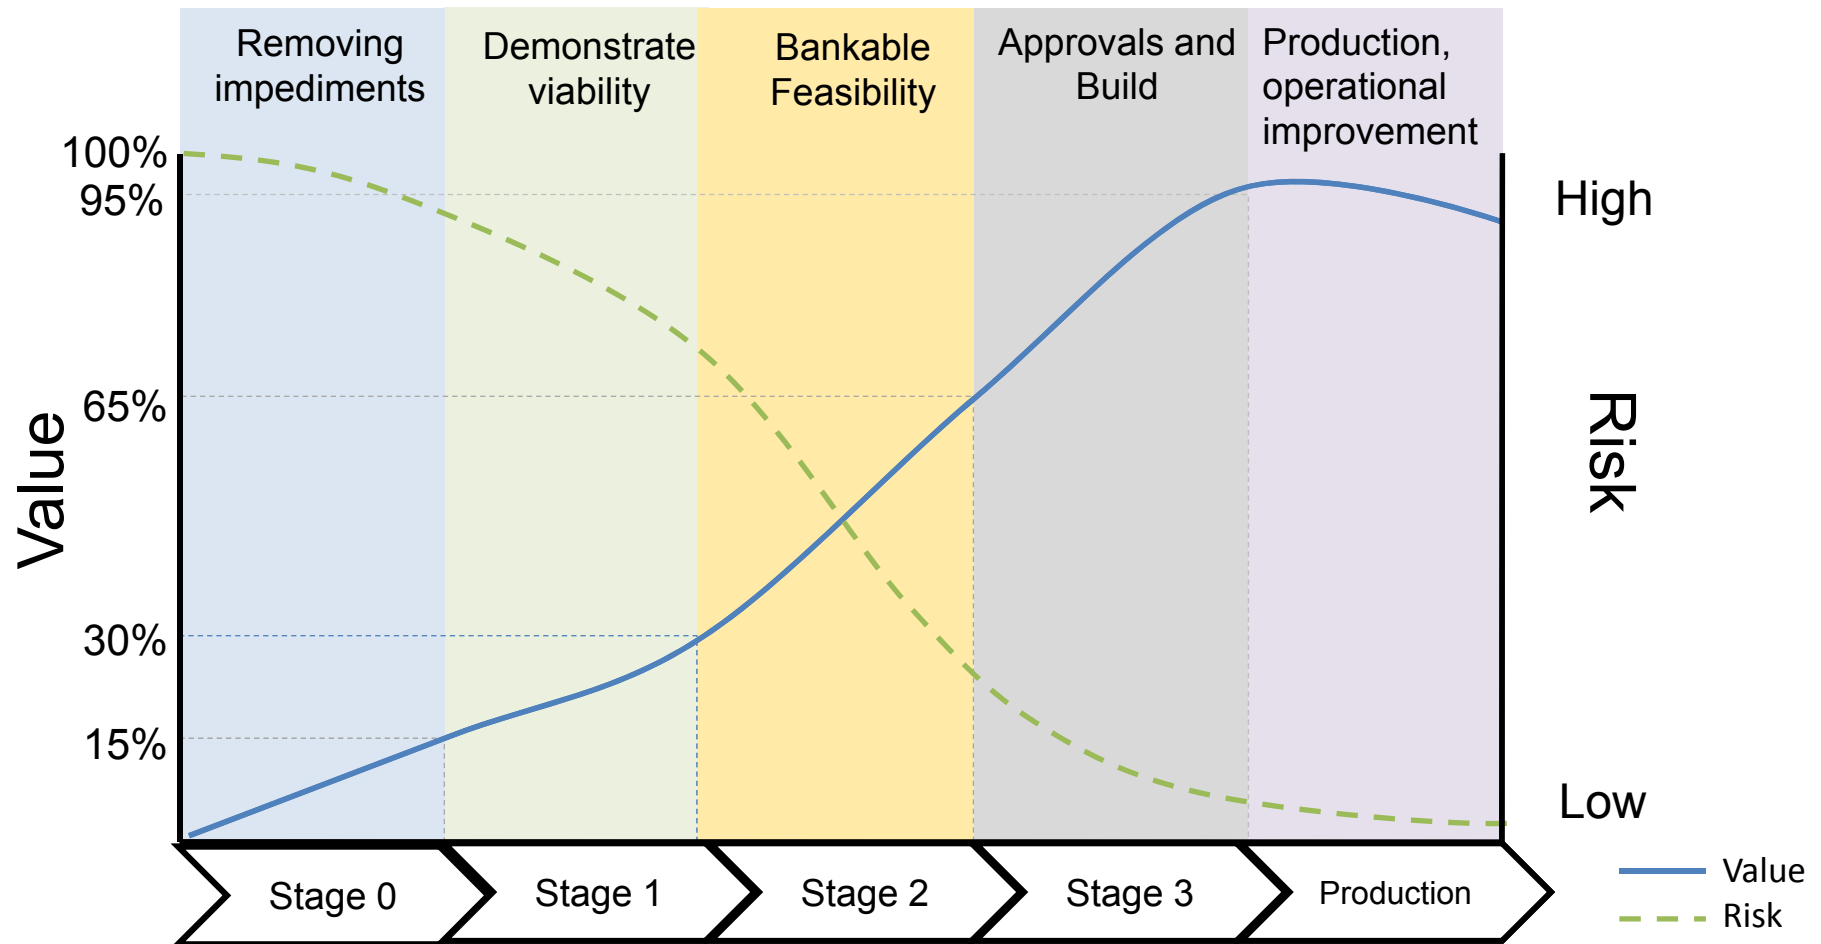 Removing
impediments
Demonstrate
viability
Bankable
Feasibility
Approvals and
Build
Production,
operational
improvement
100%
95%
65%
30%
15%
Value
High
Risk
Low
Stage 0
Stage 1
Stage 2
Stage 3
Production
Value
Risk